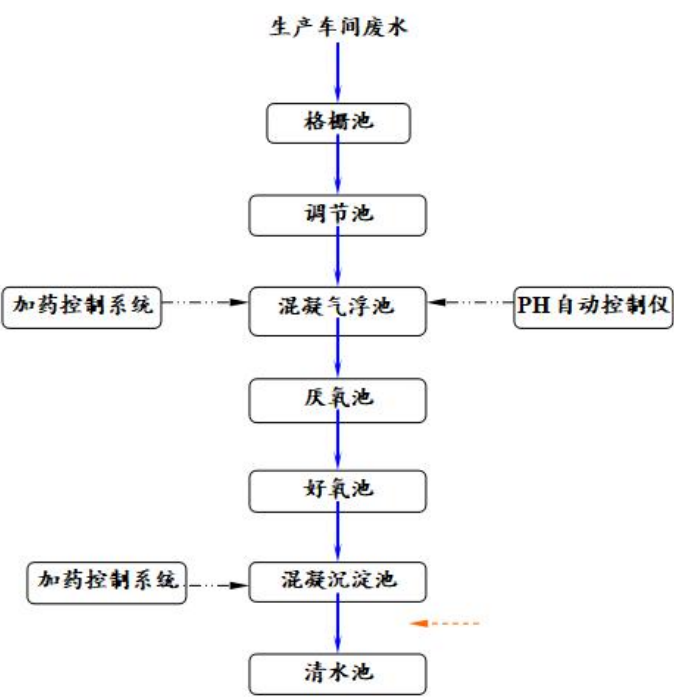 生产车间废水
格栅池
调节池
加药控制系统
混凝气浮池
PH自动控制仪
厌氧池
好氧池
加药控制系统
混凝沉淀池
清水池